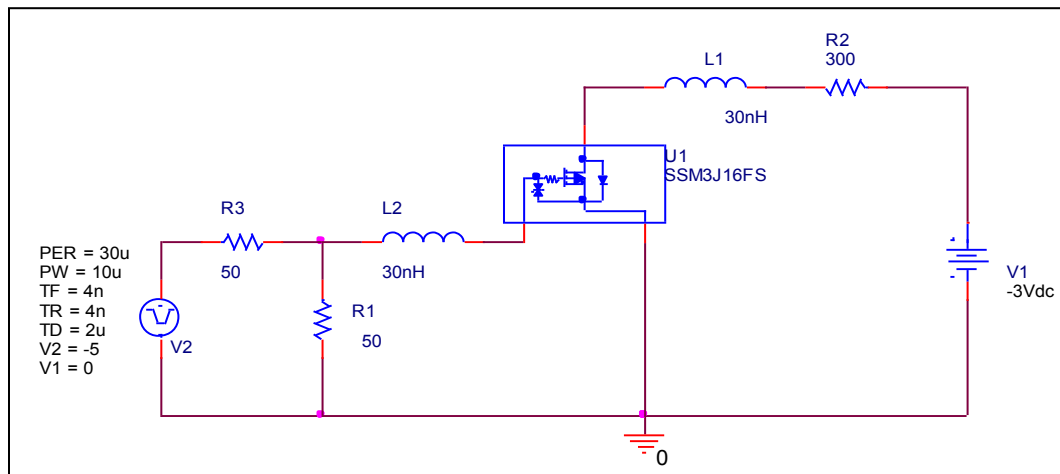 R2
300
L1
30nH
U1
SSM3J16FS
R3
50
L2
30nH
PER = 30u
PW = 10u
TF = 4n
TR = 4n
TD = 2u
V2 = -5
V1 = 0
V2
R1
50
V1
-3Vdc
0